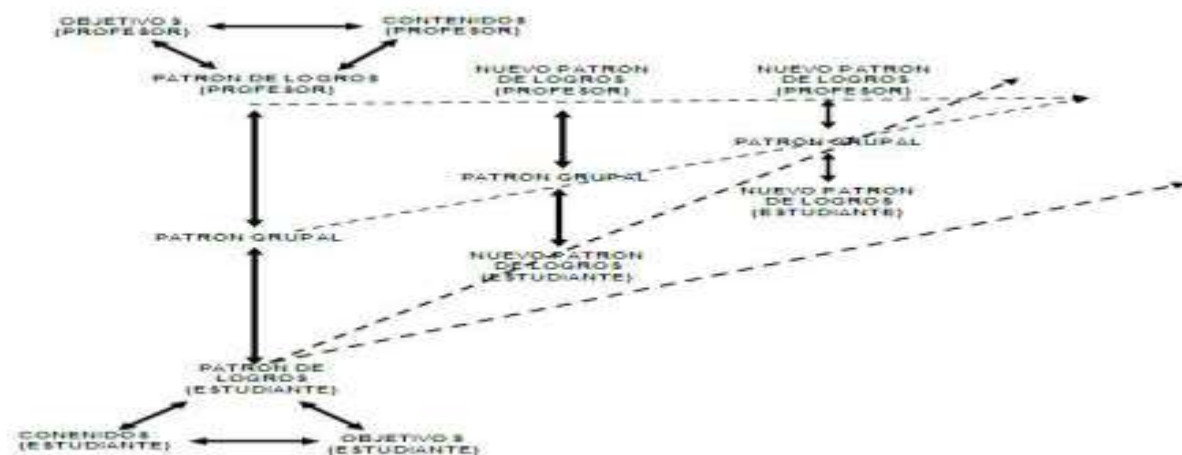 OBJETIVOS
(PROFESOR)
CONTENIDOS
(PROFESOR)
PATRON DE LOGROS
(PROFESOR)
NUEVO PATRON
DE LOGROS
(PROFESOR)
NUEVO PATRON
DE LOGROS
(PROFESOR)
PATRON GRUPAL
PATRON GRUPAL
NUEVO PATRON
DE LOGROS
(ESTUDIANTE)
PATRON GRUPAL
NUEVO PATRON
DE LOGROS
(ESTUDIANTE)
PATRON DE
LOGROS
(ESTUDIANTE)
CONENIDOS
(ESTUDIANTE)
OBJETIVOS
(ESTUDIANTE)